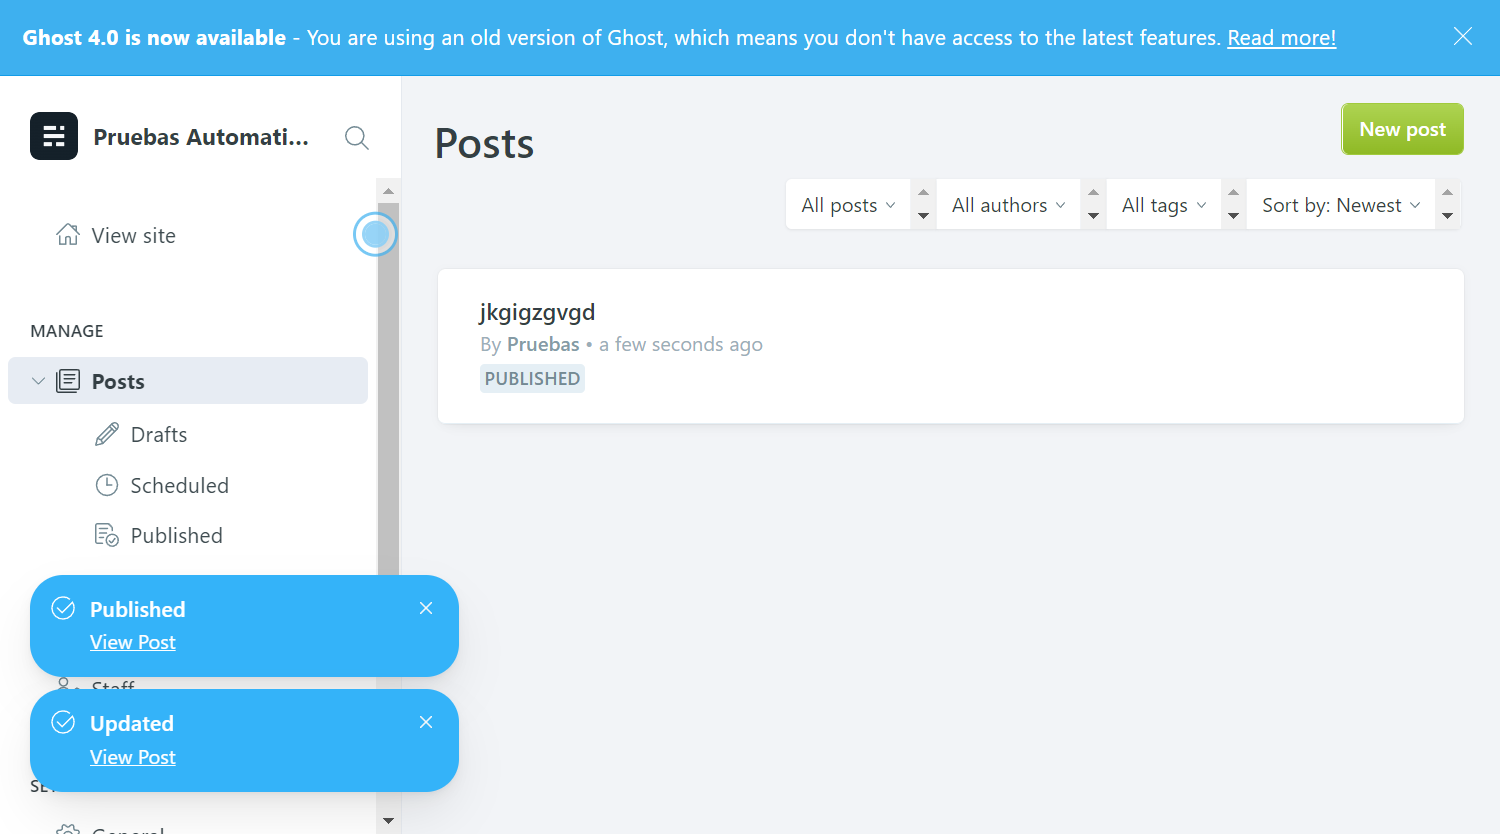 Ghost 4.0 is now available - You are using an old version of Ghost, which means you don't have access to the latest features. Read more!
Pruebas Automati...
View site
MANAGE
Posts
Drafts
Scheduled
Published
Published
View Post
Staff
Updated
View Post
General
Posts
New post
All posts
All authors
All tags
Sort by: Newest
jkgigzgvgd
By Pruebas • a few seconds ago
PUBLISHED